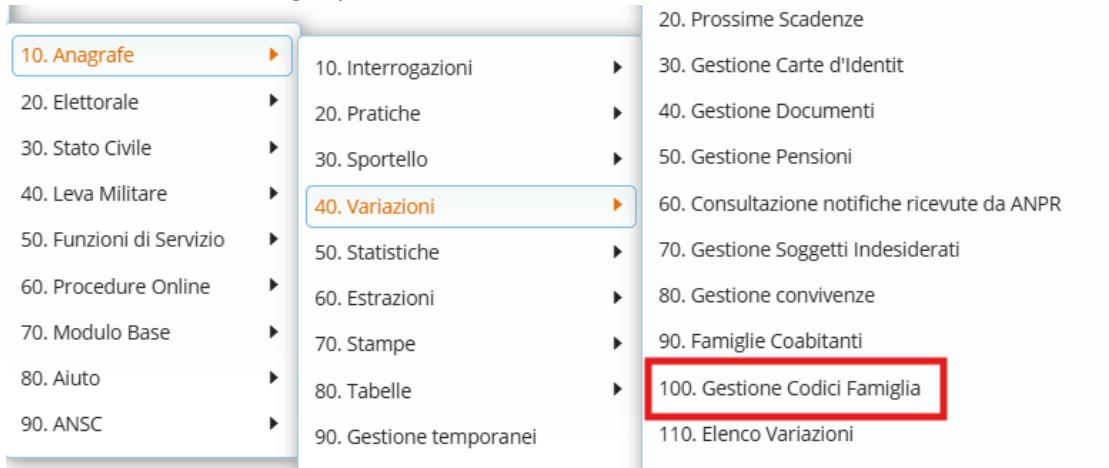 10. Anagrafe
20. Elettorale
30. Stato Civile
40. Leva Militare
50. Funzioni di Servizio
60. Procedure Online
70. Modulo Base
80. Aiuto
90. ANSC
10. Interrogazioni
20. Pratiche
30. Sportello
40. Variazioni
50. Statistiche
60. Estrazioni
70. Stampe
80. Tabelle
90. Gestione temporanei
20. Prossime Scadenze
30. Gestione Carte d'Identit
40. Gestione Documenti
50. Gestione Pensioni
60. Consultazione notifiche ricevute da ANPR
70. Gestione Soggetti Indesiderati
80. Gestione convivenze
90. Famiglie Coabitanti
100. Gestione Codici Famiglia
110. Elenco Variazioni